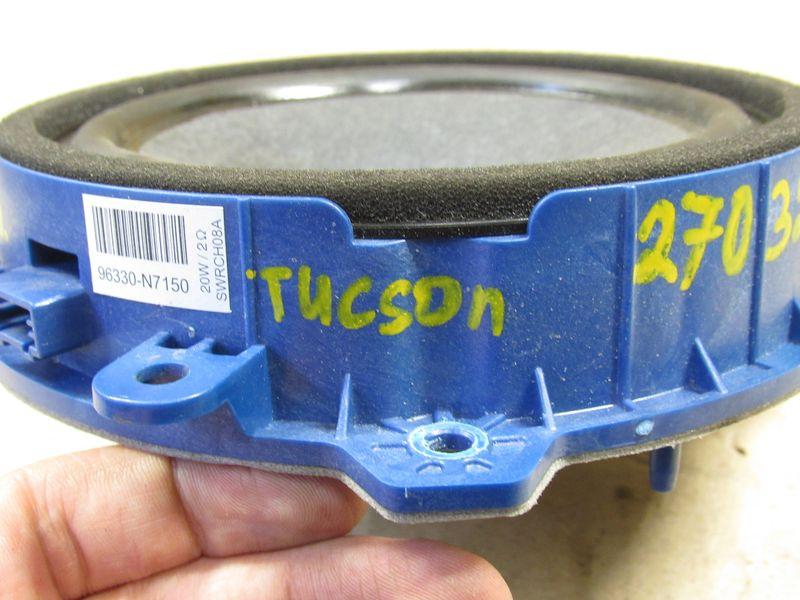 96330-N7150
20W / 2Ω
SWRCH08A
TUCSON
270